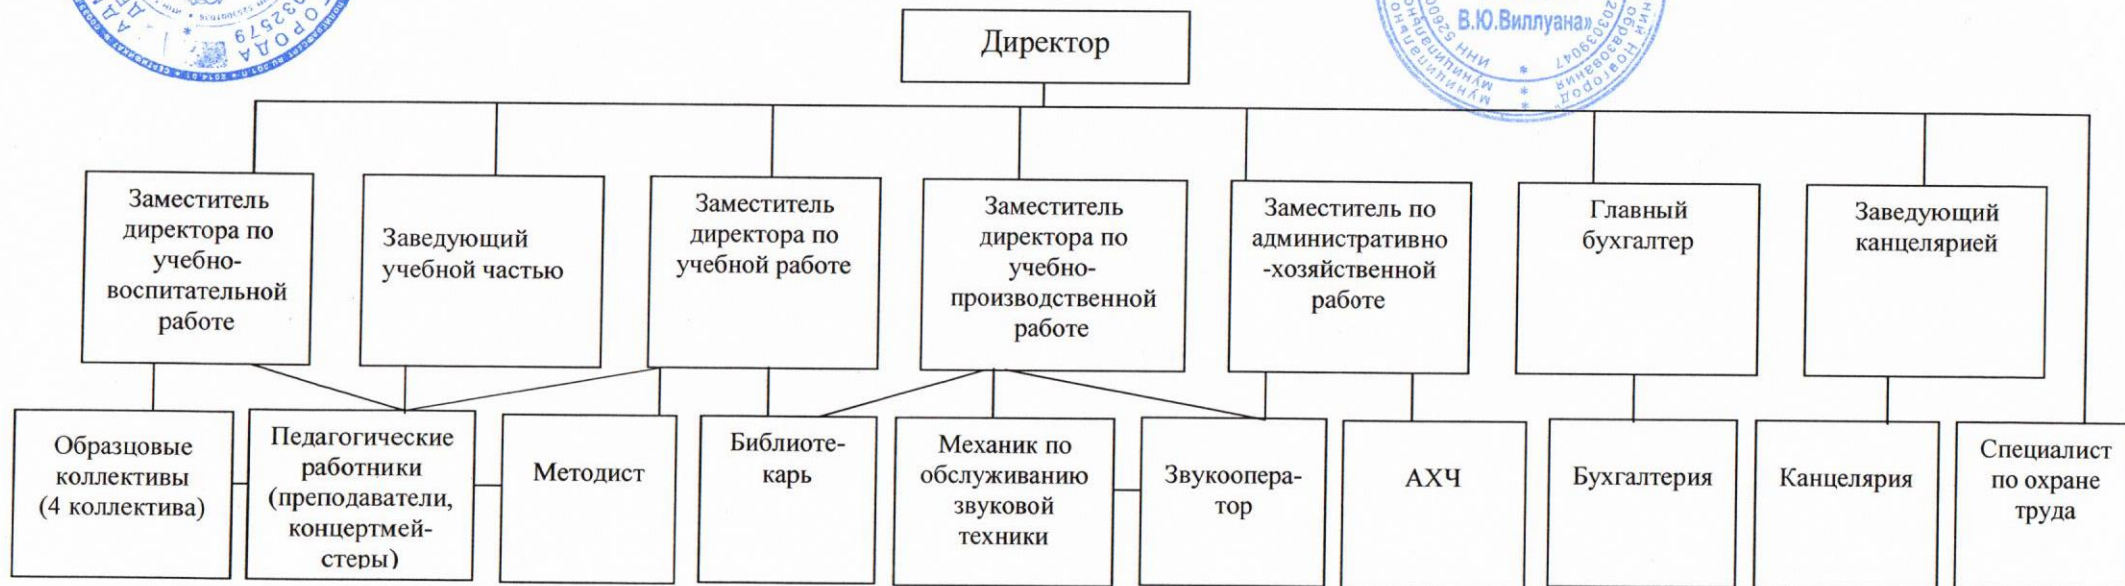 Директор
В.Ю.Виллуана»
032579
ГОРОДА
Заместитель
директора по
учебно-
воспитательной
работе
Заведующий
учебной частью
Заместитель
директора по
учебной работе
Заместитель
директора по
учебно-
производственной
работе
Заместитель по
административно
-хозяйственной
работе
Главный
бухгалтер
Заведующий
канцелярией
Образцовые
коллективы
(4 коллектива)
Педагогические
работники
(преподаватели,
концертмей-
стеры)
Методист
Библиоте-
карь
Механик по
обслуживанию
звуковой
техники
Звукоопера-
тор
АХЧ
Бухгалтерия
Канцелярия
Специалист
по охране
труда